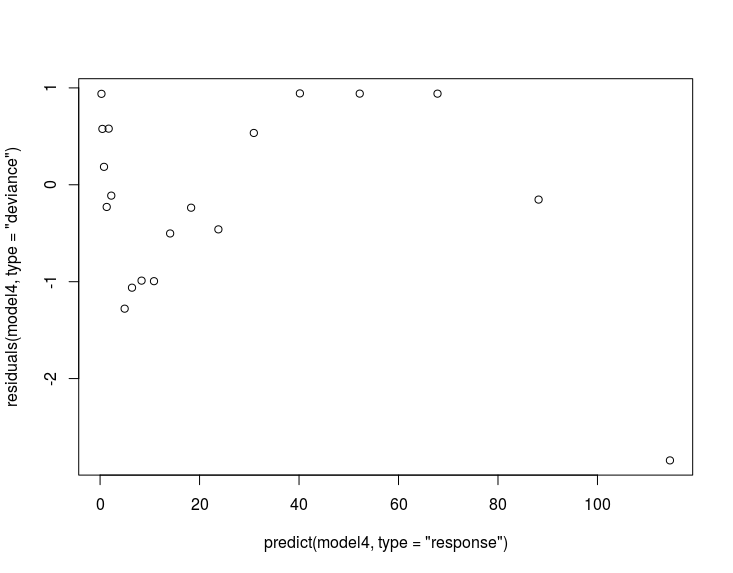 residuals(model4, type = "deviance")
1
0
-1
-2
0 20 40 60 80 100
predict(model4, type = "response")